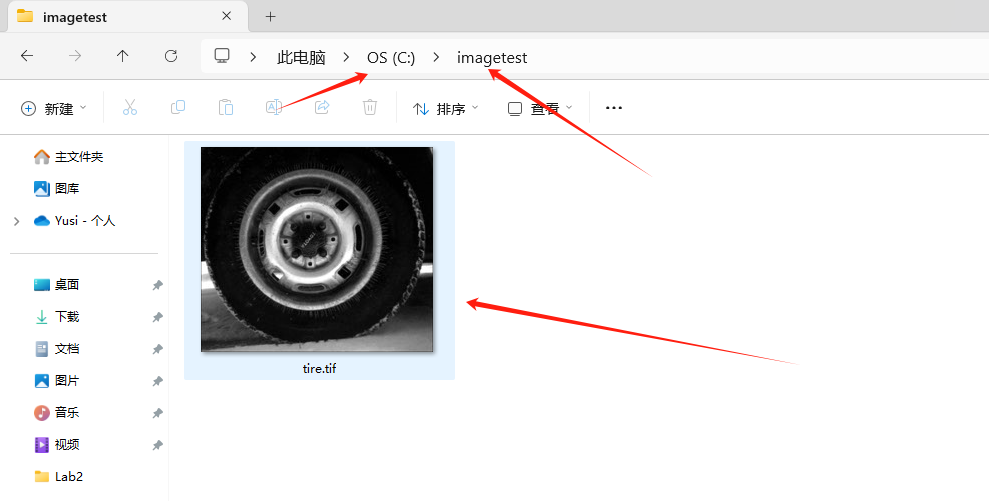 imagetest
此电脑 OS (C:) imagetest
新建 排序 查看
主文件夹
图库
Yusi - 个人
桌面
下载
文档
图片
音乐
视频
Lab2
tire.tif